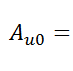 A_{u0} =